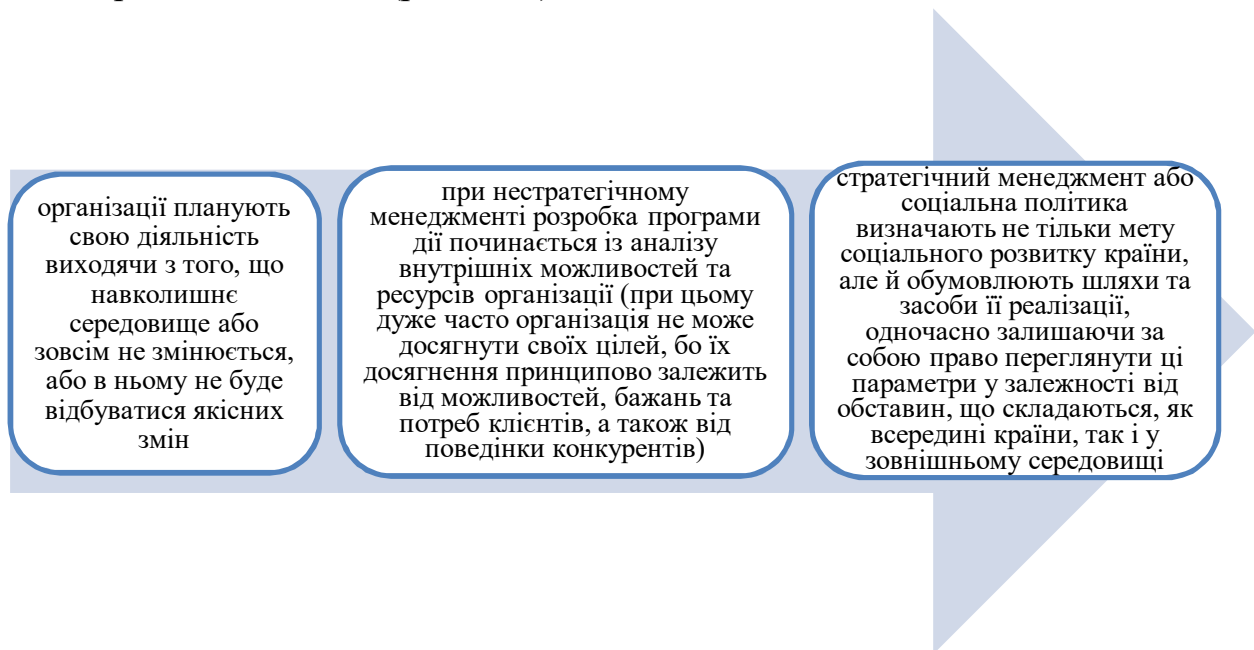 організації планують
свою діяльність
виходячи з того, що
навколишнє
середовище або
зовсім не змінюється,
або в ньому не буде
відбуватися якісних
змін
при нестратегічному
менеджменті розробка програми
дії починається із аналізу
внутрішніх можливостей та
ресурсів організації (при цьому
дуже часто організація не може
досягнути своїх цілей, бо їх
досягнення принципово залежить
від можливостей, бажань та
потреб клієнтів, а також від
поведінки конкурентів)
стратегічний менеджмент або
соціальна політика
визначають не тільки мету
соціального розвитку країни,
але й обумовлюють шляхи та
засоби її реалізації,
одночасно залишаючи за
собою право переглянути ці
параметри у залежності від
обставин, що складаються, як
всередині країни, так і у
зовнішньому середовищі